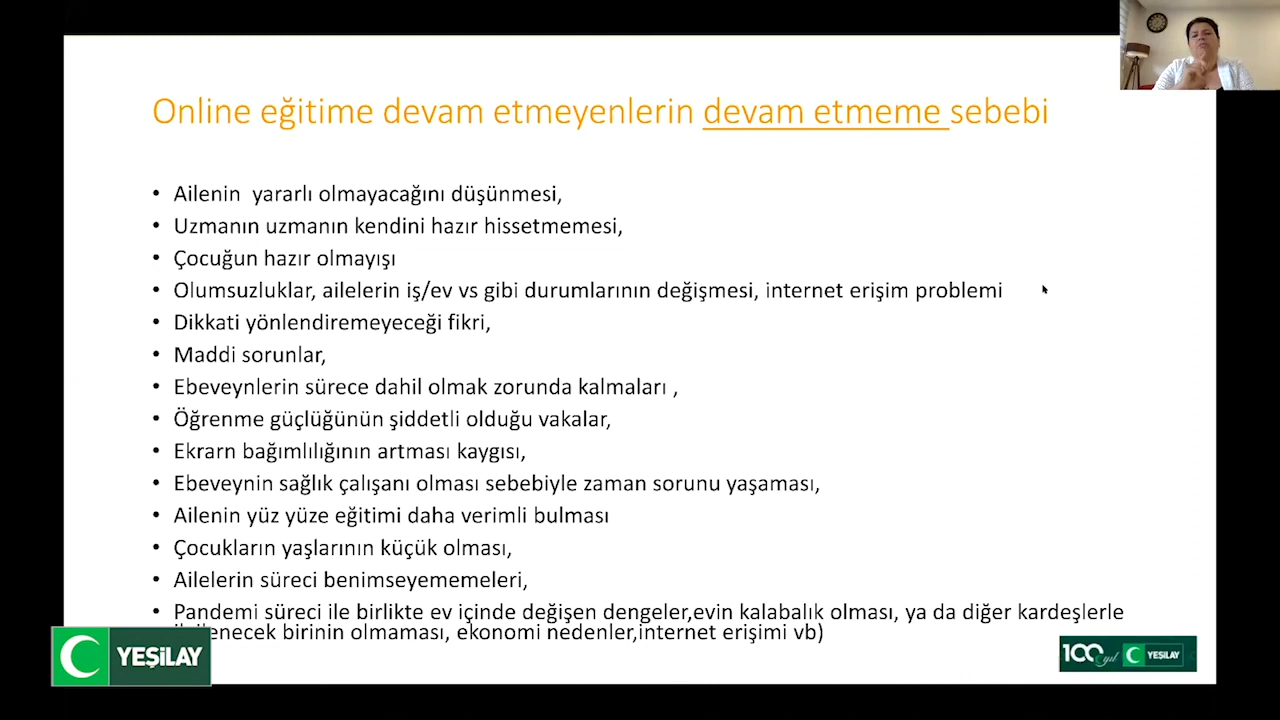 Online eğitime devam etmeyenlerin devam etmeme sebebi
• Ailenin yararlı olmayacağını düşünmesi,
• Uzmanın uzmanın kendini hazır hissetmemesi,
• Çocuğun hazır olmayışı
• Olumsuzluklar, ailelerin iş/ev vs gibi durumlarının değişmesi, internet erişim problemi
• Dikkati yönlendiremeyeceği fikri,
• Maddi sorunlar,
• Ebeveynlerin sürece dahil olmak zorunda kalmaları ,
• Öğrenme güçlüğünün şiddetli olduğu vakalar,
• Ekrarn bağımlılığının artması kaygısı,
• Ebeveynin sağlık çalışanı olması sebebiyle zaman sorunu yaşaması,
• Ailenin yüz yüze eğitimi daha verimli bulması
• Çocukların yaşlarının küçük olması,
• Ailelerin süreci benimseyememeleri,
• Pandemi süreci ile birlikte ev içinde değişen dengeler,evin kalabalık olması, ya da diğer kardeşlerle
birinin olmaması, ekonomi nedenler,internet erişimi vb)
YEŞİLAY
100 yıl YEŞİLAY